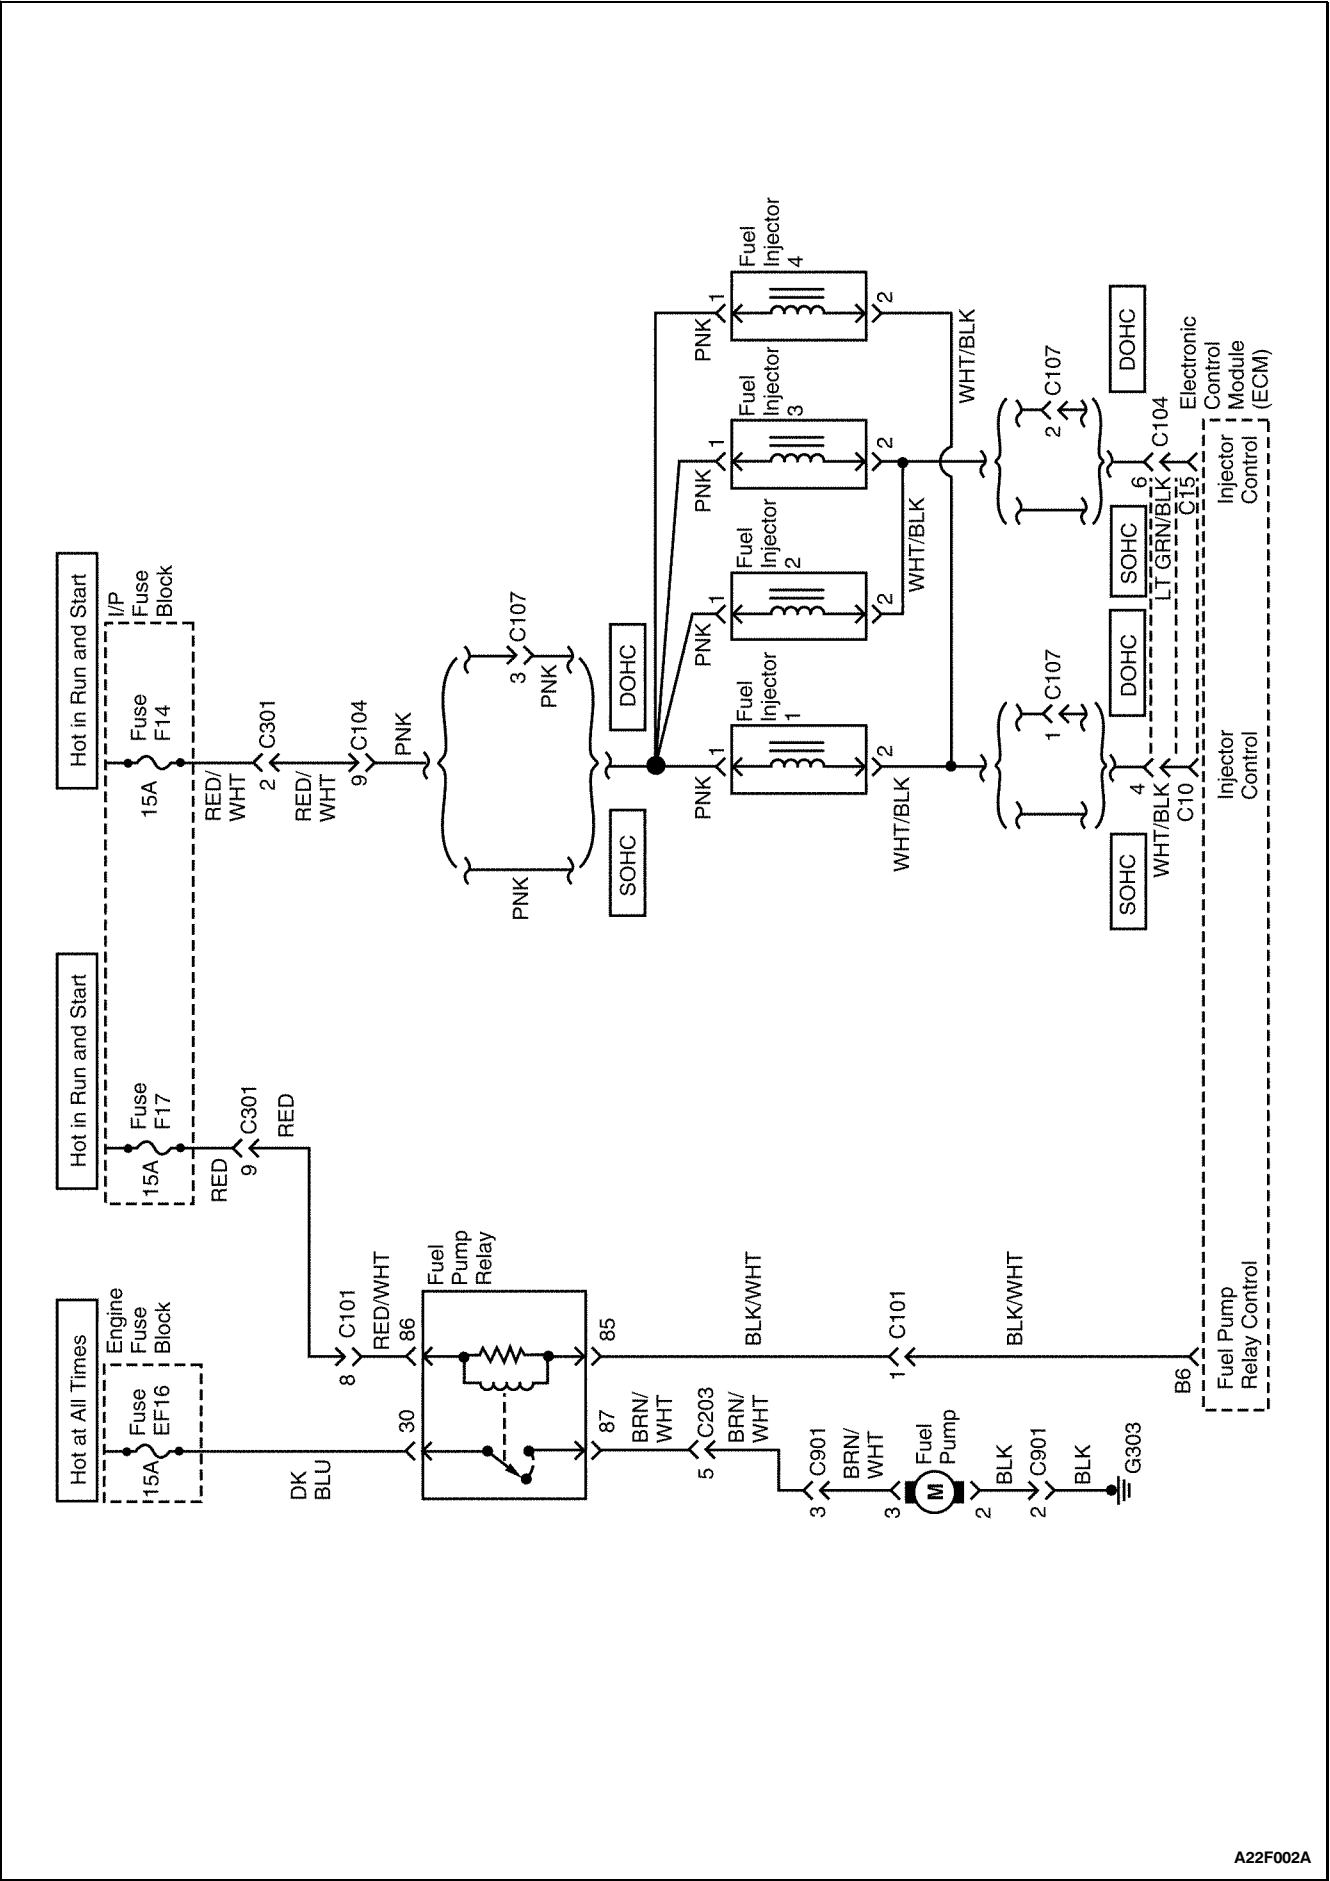 Hot at All Times
Hot in Run and Start
Hot in Run and Start
Engine
Fuse
Block
Fuse
EF16
15A
Fuse
F17
15A
I/P
Fuse
Block
Fuse
F14
15A
DK
BLU
RED
9
C301
RED
8
C101
RED/WHT
RED/
WHT
2
C301
RED/
WHT
9
C104
PNK
30
86
Fuel
Pump
Relay
87
85
BRN/
WHT
5
C203
BRN/
WHT
3
C901
BRN/
WHT
3
Fuel
Pump
M
2
BLK
2
C901
BLK
G303
BLK/WHT
1
C101
BLK/WHT
B6
PNK
3
C107
PNK
SOHC
DOHC
PNK
1
Fuel
Injector
1
2
PNK
1
Fuel
Injector
2
2
PNK
1
Fuel
Injector
3
2
PNK
1
Fuel
Injector
4
2
WHT/BLK
WHT/BLK
WHT/BLK
1
C107
2
C107
SOHC
DOHC
SOHC
DOHC
4
WHT/BLK
C10
6
C104
LT GRN/BLK
C15
Electronic
Control
Module
(ECM)
Fuel Pump
Relay Control
Injector
Control
Injector
Control
A22F002A